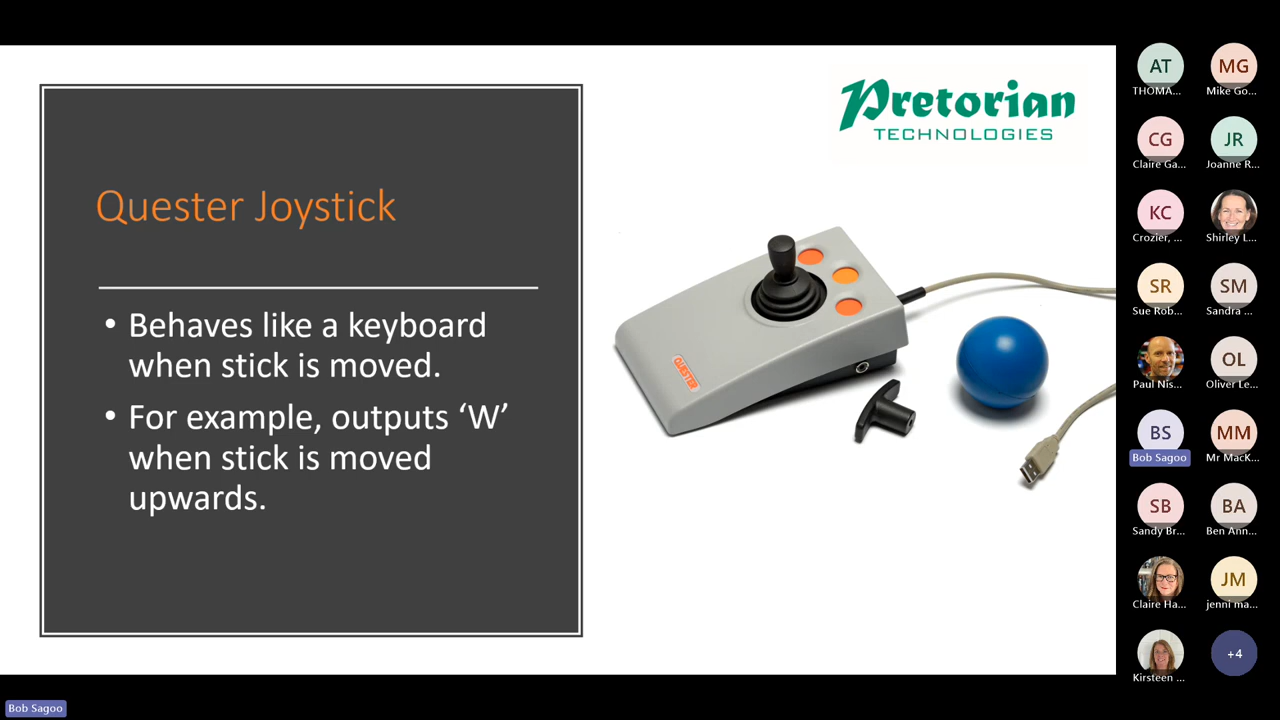 Pretorian
TECHNOLOGIES
Quester Joystick
• Behaves like a keyboard
when stick is moved.
• For example, outputs ‘W’
when stick is moved
upwards.
QUESTER
AT
THOMA...
MG
Mike Go...
CG
Claire Ga...
JR
Joanne R...
KC
Crozier, ...
Shirley L...
SR
Sue Rob...
SM
Sandra ...
Paul Nis...
OL
Oliver Le...
BS
Bob Sagoo
MM
Mr MacK...
SB
Sandy Br...
BA
Ben Ann...
Claire Ha...
JM
jenni ma...
Kirsteen ...
+4
Bob Sagoo